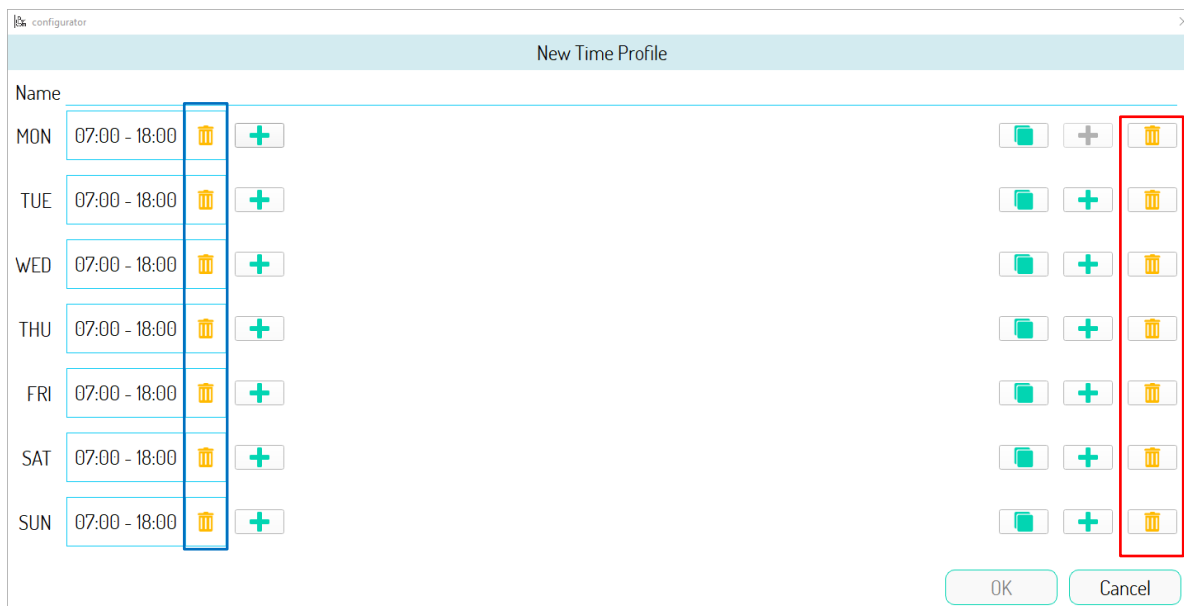 configurator
New Time Profile
Name
MON 07:00 - 18:00
TUE 07:00 - 18:00
WED 07:00 - 18:00
THU 07:00 - 18:00
FRI 07:00 - 18:00
SAT 07:00 - 18:00
SUN 07:00 - 18:00
OK Cancel